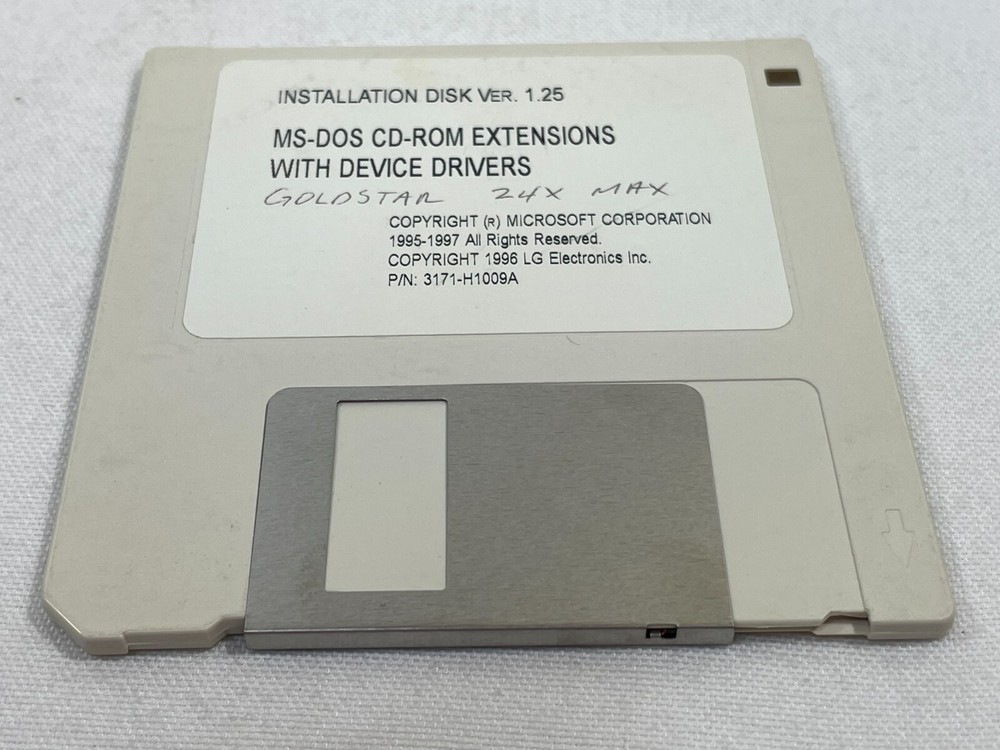 INSTALLATION DISK VER. 1.25
MS-DOS CD-ROM EXTENSIONS
WITH DEVICE DRIVERS
GOLDSTAR 24X MAX
COPYRIGHT (R) MICROSOFT CORPORATION
1995-1997 All Rights Reserved.
COPYRIGHT 1996 LG Electronics Inc.
P/N: 3171-H1009A